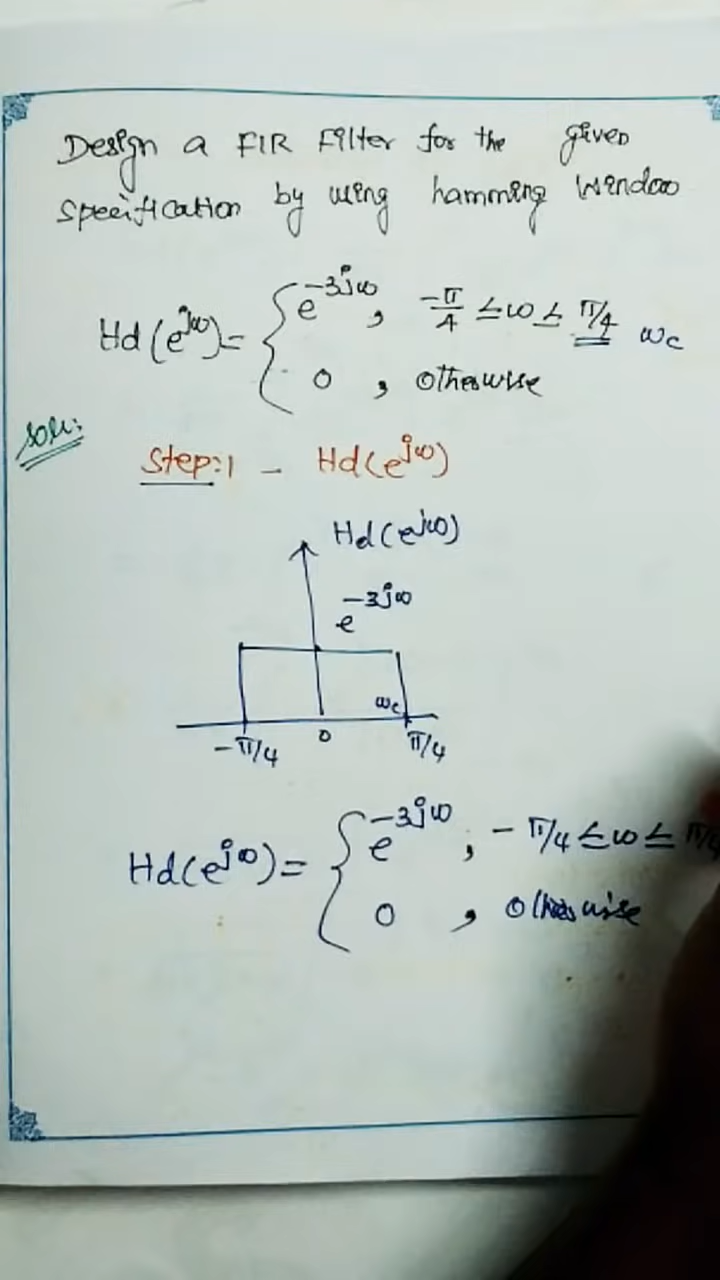 Design a FIR Filter for the given
specification by using hamming window
Hd(e^jω) = { e^-3jω , -π/4 ≤ ω ≤ π/4 ωc
0 , otherwise
Soln:
Step:1 - Hd(e^jω)
Hd(e^jω)
e^-3jω
ωc
-π/4 0 π/4
Hd(e^jω) = { e^-3jω , -π/4 ≤ ω ≤ π/4
0 , otherwise